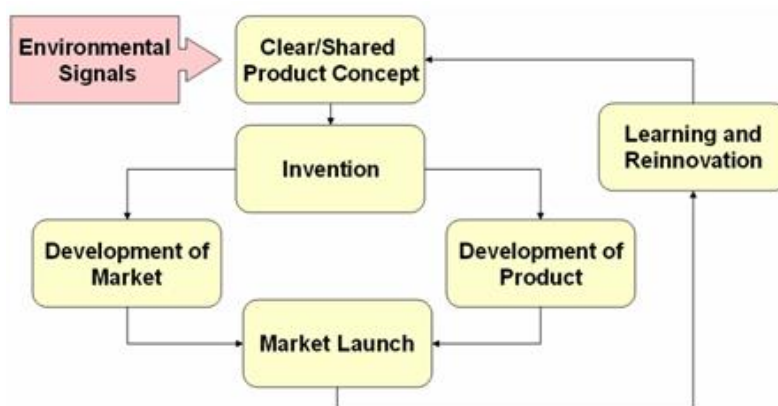 Environmental
Signals
Clear/Shared
Product Concept
Learning and
Reinnovation
Invention
Development of
Market
Development of
Product
Market Launch